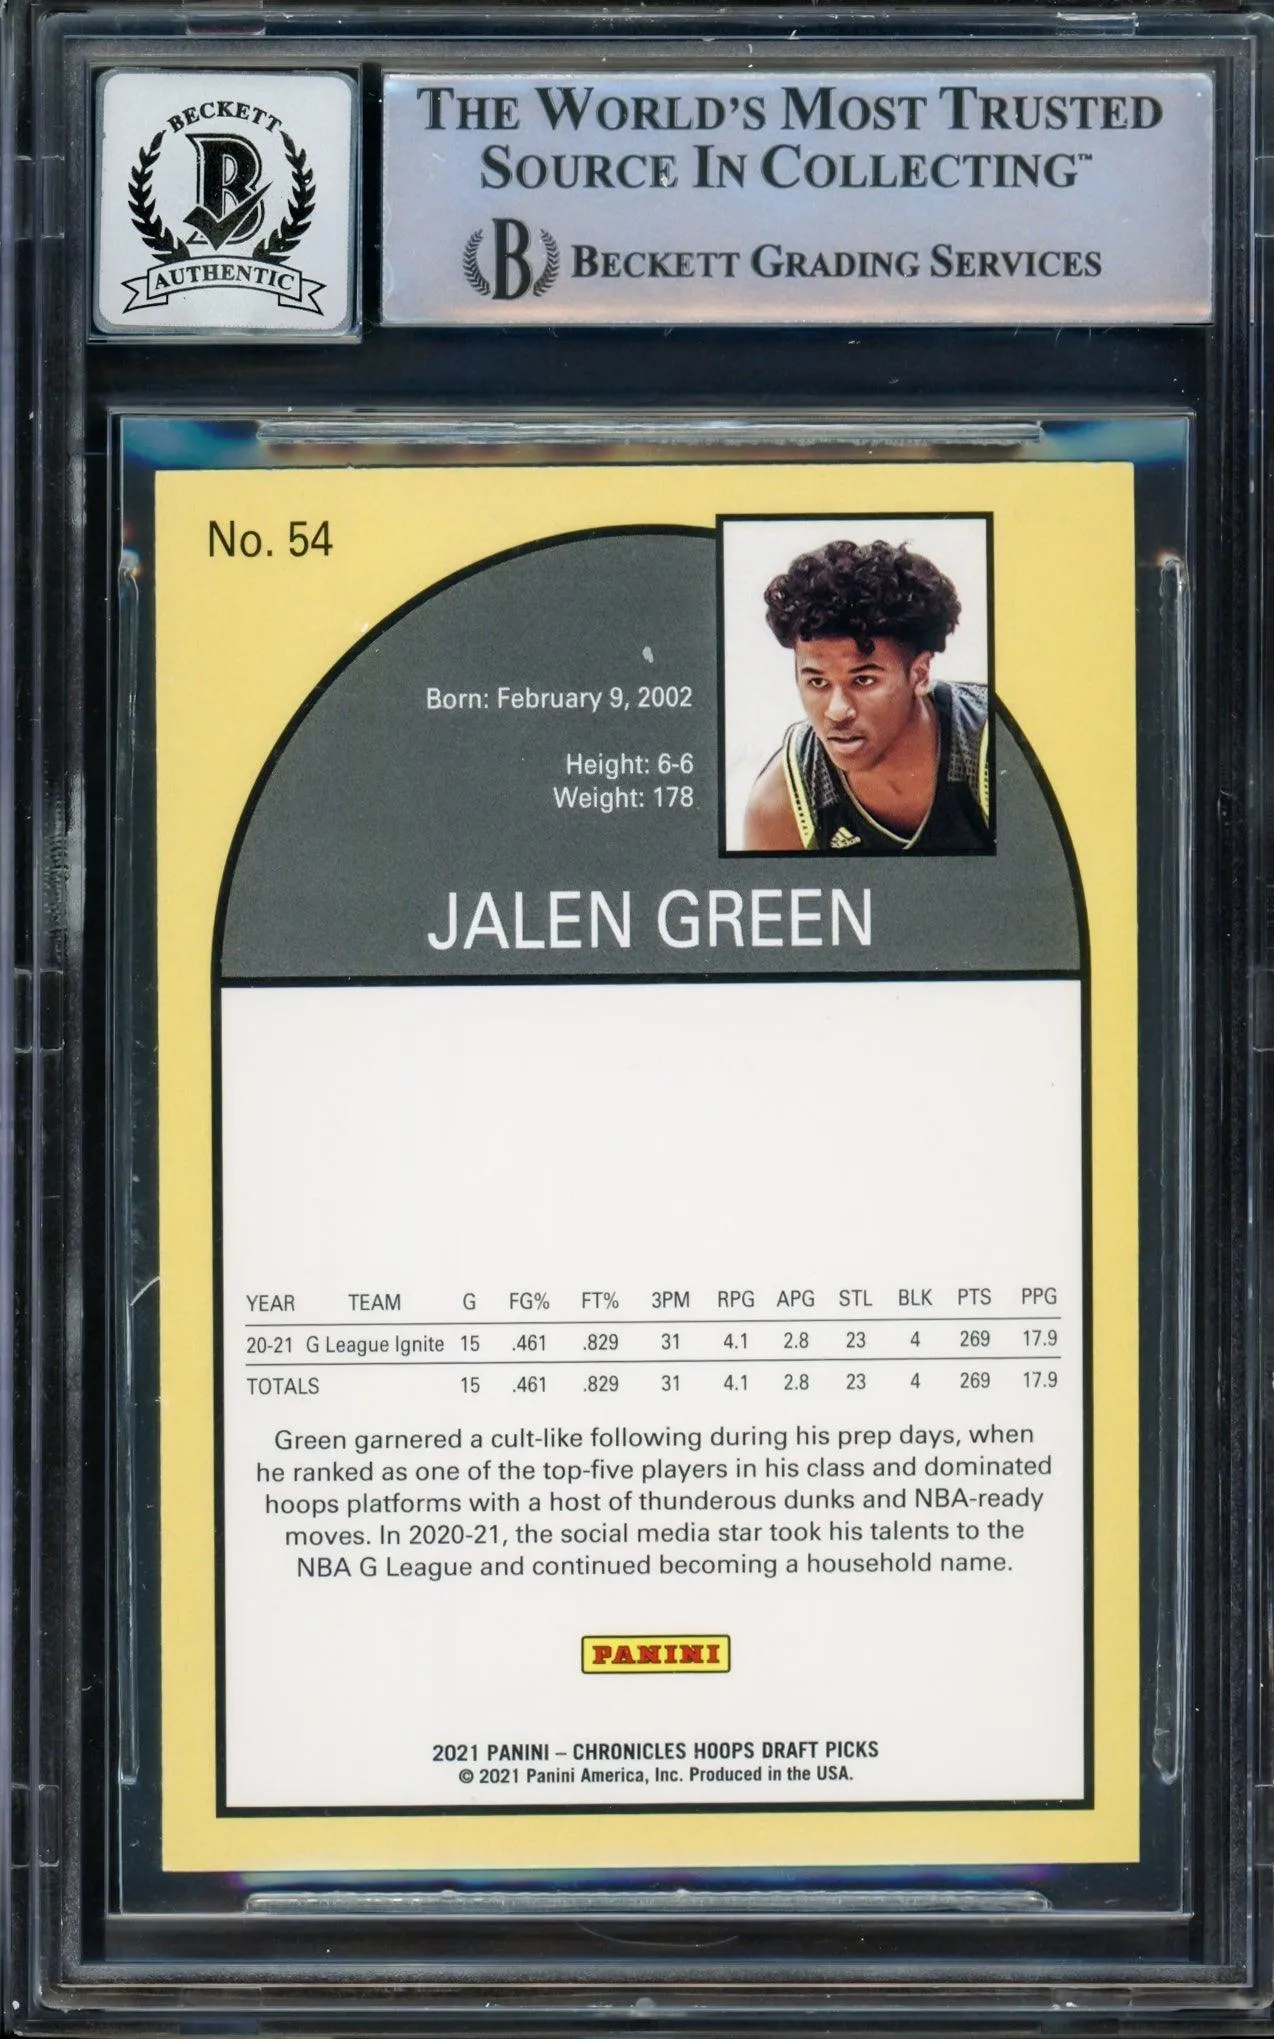 BECKETT
B
AUTHENTIC
THE WORLD'S MOST TRUSTED
SOURCE IN COLLECTING™
B BECKETT GRADING SERVICES
No. 54
Born: February 9, 2002
Height: 6-6
Weight: 178
adidas
JALEN GREEN
YEAR TEAM G FG% FT% 3PM RPG APG STL BLK PTS PPG
20-21 G League Ignite 15 .461 .829 31 4.1 2.8 23 4 269 17.9
TOTALS 15 .461 .829 31 4.1 2.8 23 4 269 17.9
Green garnered a cult-like following during his prep days, when
he ranked as one of the top-five players in his class and dominated
hoops platforms with a host of thunderous dunks and NBA-ready
moves. In 2020-21, the social media star took his talents to the
NBA G League and continued becoming a household name.
PANINI
2021 PANINI – CHRONICLES HOOPS DRAFT PICKS
© 2021 Panini America, Inc. Produced in the USA.